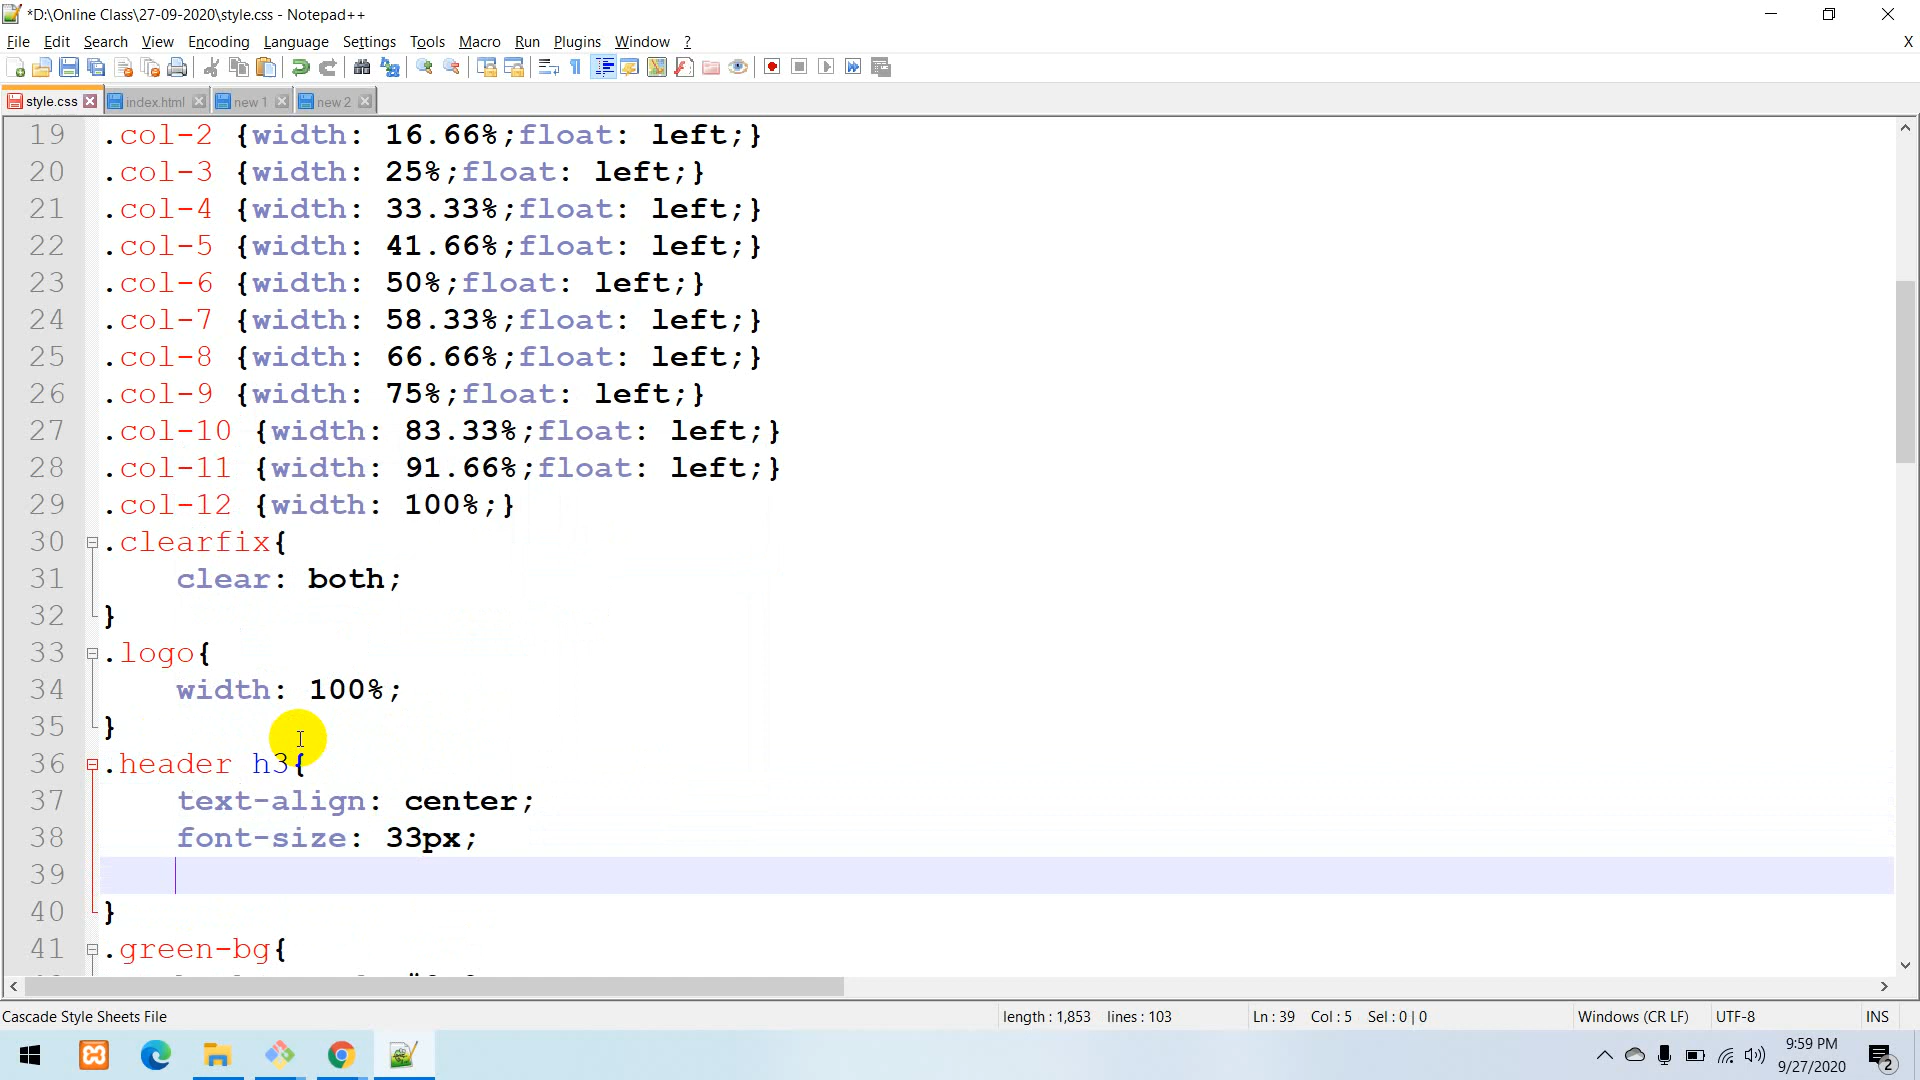 *D:\Online Class\27-09-2020\style.css - Notepad++
File Edit Search View Encoding Language Settings Tools Macro Run Plugins Window ? X
style.css index.html new 1 new 2
19 .col-2 {width: 16.66%;float: left;}
20 .col-3 {width: 25%;float: left;}
21 .col-4 {width: 33.33%;float: left;}
22 .col-5 {width: 41.66%;float: left;}
23 .col-6 {width: 50%;float: left;}
24 .col-7 {width: 58.33%;float: left;}
25 .col-8 {width: 66.66%;float: left;}
26 .col-9 {width: 75%;float: left;}
27 .col-10 {width: 83.33%;float: left;}
28 .col-11 {width: 91.66%;float: left;}
29 .col-12 {width: 100%;}
30 .clearfix{
31 clear: both;
32 }
33 .logo{
34 width: 100%;
35 }
36 .header h3{
37 text-align: center;
38 font-size: 33px;
39
40 }
41 .green-bg{
Cascade Style Sheets File length : 1,853 lines : 103 Ln : 39 Col : 5 Sel : 0 | 0 Windows (CR LF) UTF-8 INS
9:59 PM
9/27/2020
2